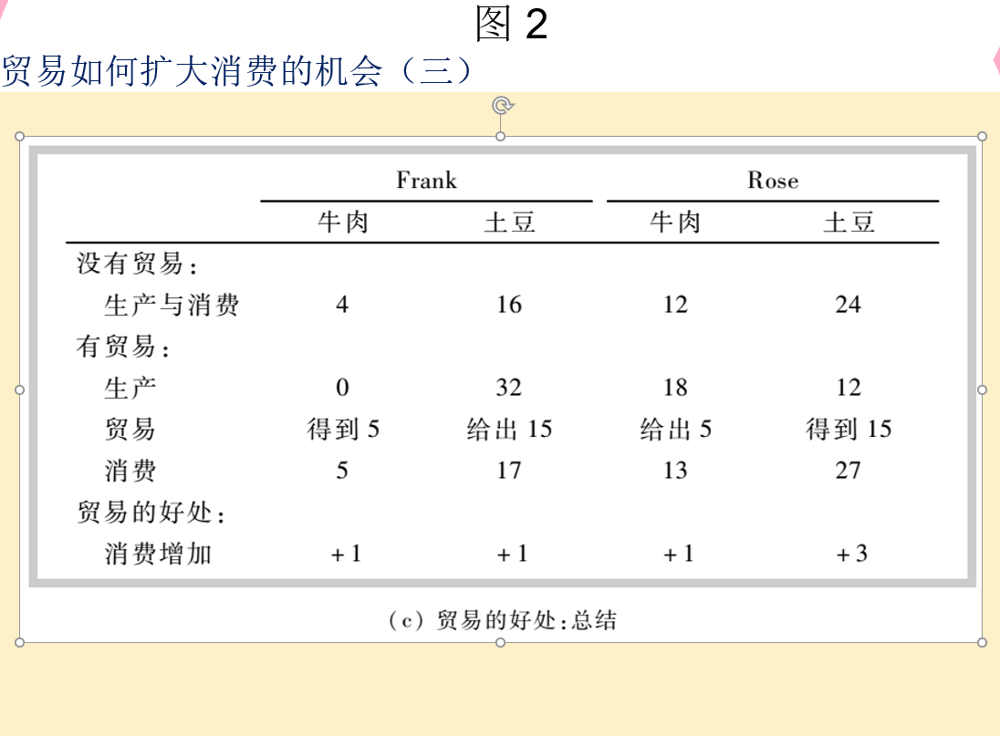 图 2
贸易如何扩大消费的机会（三）
Frank Rose
牛肉 土豆 牛肉 土豆
没有贸易：
生产与消费 4 16 12 24
有贸易：
生产 0 32 18 12
贸易 得到 5 给出 15 给出 5 得到 15
消费 5 17 13 27
贸易的好处：
消费增加 +1 +1 +1 +3
（c）贸易的好处：总结